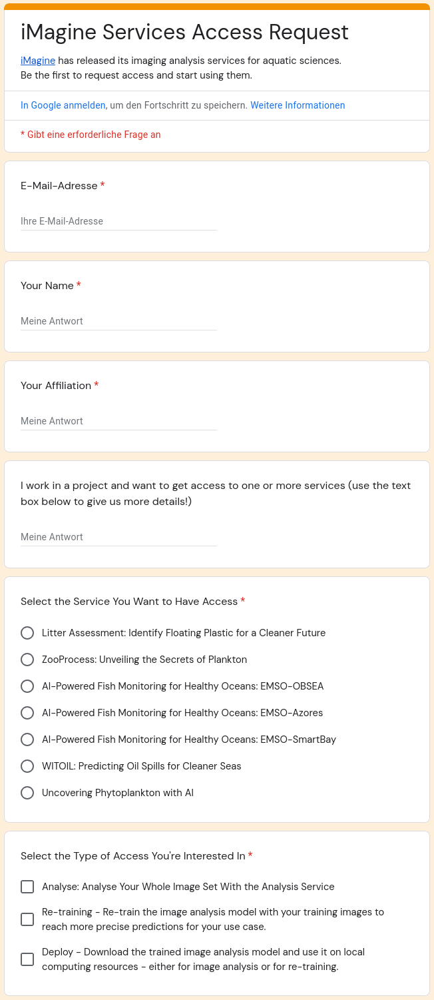 iMagine Services Access Request
iMagine has released its imaging analysis services for aquatic sciences.
Be the first to request access and start using them.
In Google anmelden, um den Fortschritt zu speichern. Weitere Informationen
* Gibt eine erforderliche Frage an
E-Mail-Adresse *
Ihre E-Mail-Adresse
Your Name *
Meine Antwort
Your Affiliation *
Meine Antwort
I work in a project and want to get access to one or more services (use the text
box below to give us more details!)
Meine Antwort
Select the Service You Want to Have Access *
Litter Assessment: Identify Floating Plastic for a Cleaner Future
ZooProcess: Unveiling the Secrets of Plankton
AI-Powered Fish Monitoring for Healthy Oceans: EMSO-OBSEA
AI-Powered Fish Monitoring for Healthy Oceans: EMSO-Azores
AI-Powered Fish Monitoring for Healthy Oceans: EMSO-SmartBay
WITOIL: Predicting Oil Spills for Cleaner Seas
Uncovering Phytoplankton with AI
Select the Type of Access You're Interested In *
Analyse: Analyse Your Whole Image Set With the Analysis Service
Re-training - Re-train the image analysis model with your training images to
reach more precise predictions for your use case.
Deploy - Download the trained image analysis model and use it on local
computing resources - either for image analysis or for re-training.